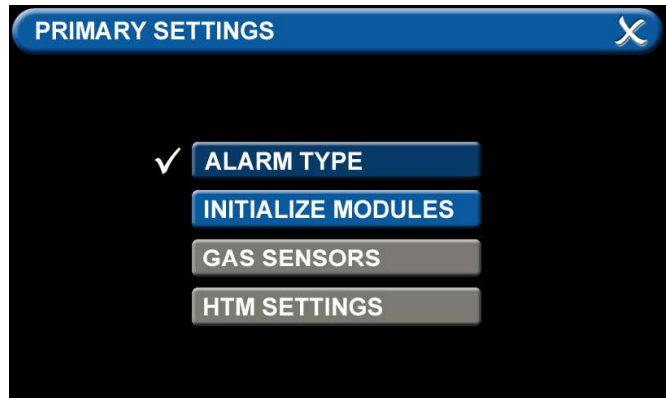 PRIMARY SETTINGS
ALARM TYPE
INITIALIZE MODULES
GAS SENSORS
HTM SETTINGS